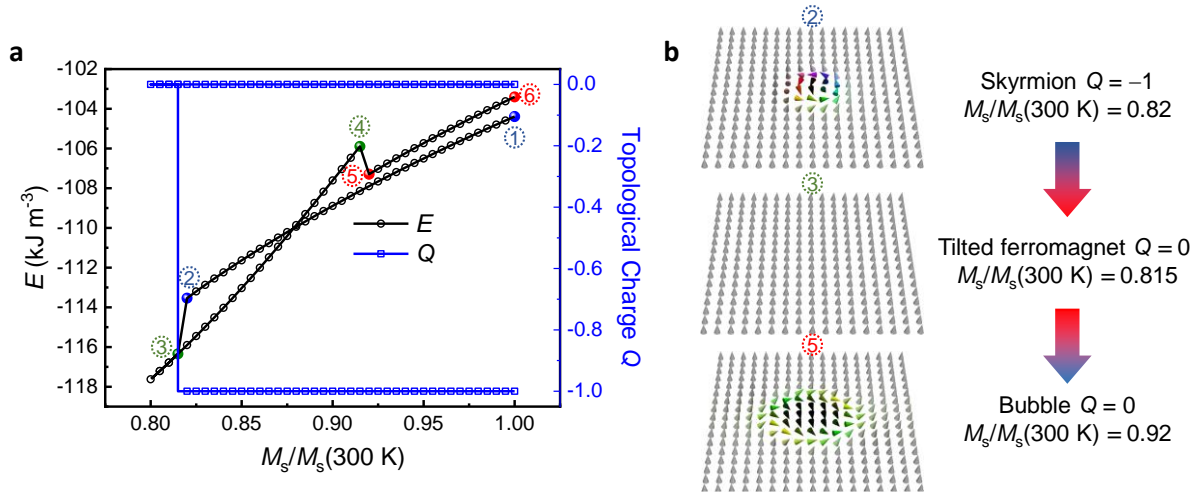 a
-102
-104
-106
-108
-110
-112
-114
-116
-118
E (kJ m⁻³)
0.80
0.85
0.90
0.95
1.00
Mₛ/Mₛ(300 K)
0.0
-0.2
-0.4
-0.6
-0.8
-1.0
Topological Charge Q
E
Q
1
2
3
4
5
6
b
2
Skyrmion Q = −1
Mₛ/Mₛ(300 K) = 0.82
3
Tilted ferromagnet Q = 0
Mₛ/Mₛ(300 K) = 0.815
5
Bubble Q = 0
Mₛ/Mₛ(300 K) = 0.92